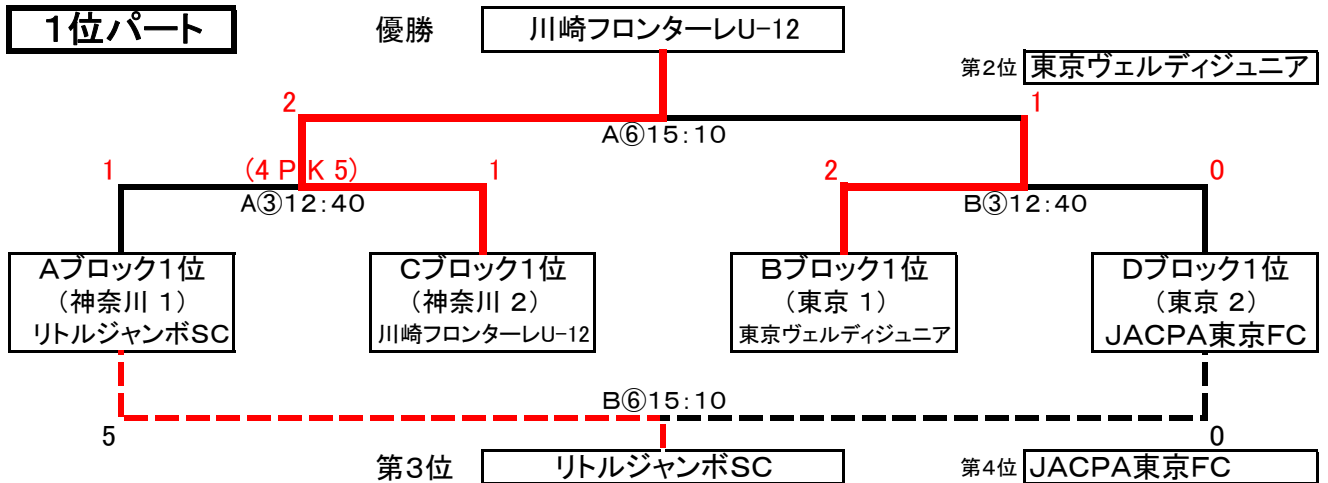 1位パート
優勝
川崎フロンターレU-12
第2位 東京ヴェルディジュニア
2
1
A⑥15:10
1
(4 PK 5)
1
2
0
A③12:40
B③12:40
Aブロック1位
(神奈川 1)
リトルジャンボSC
Cブロック1位
(神奈川 2)
川崎フロンターレU-12
Bブロック1位
(東京 1)
東京ヴェルディジュニア
Dブロック1位
(東京 2)
JACPA東京FC
B⑥15:10
5
0
第3位
リトルジャンボSC
第4位 JACPA東京FC